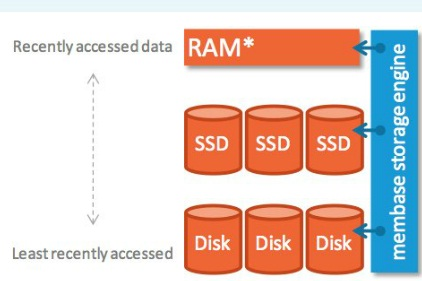 Recently accessed data
RAM*
SSD SSD SSD
Disk Disk Disk
Least recently accessed
membase storage engine